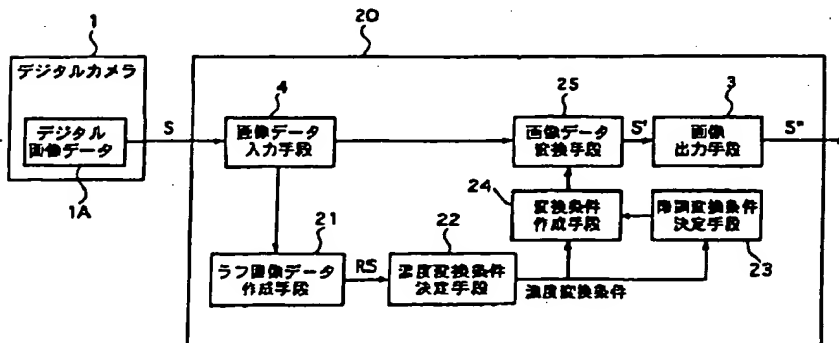 1
20
デジタルカメラ
4
25
3
デジタル
画像データ
S
画像データ
入力手段
画像データ
変換手段
S'
画像
出力手段
S"
1A
24
変換条件
作成手段
階調変換条件
決定手段
21
22
23
ラフ画像データ
作成手段
RS
濃度変換条件
決定手段
濃度変換条件